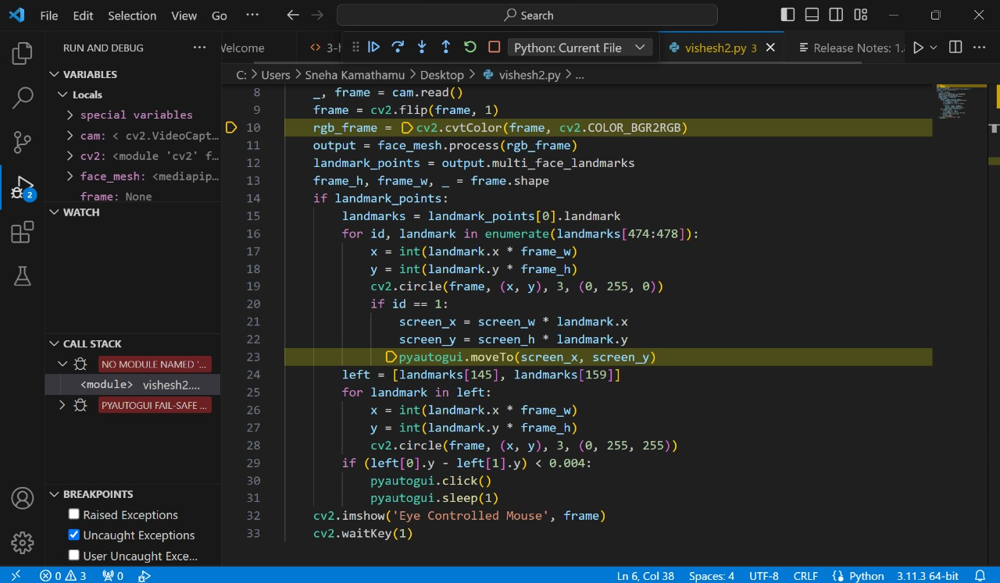 File Edit Selection View Go ··· Search
RUN AND DEBUG ···
Welcome
<> 3-h
Python: Current File
vishesh2.py 3
Release Notes: 1.
C: > Users > Sneha Kamathamu > Desktop > vishesh2.py > ...
VARIABLES
Locals
special variables
cam: < cv2.VideoCapt...
cv2: <module 'cv2' f...
face_mesh: <mediapip...
frame: None
WATCH
CALL STACK
NO MODULE NAMED '...
<module> vishesh2....
PYAUTOGUI FAIL-SAFE ...
BREAKPOINTS
Raised Exceptions
Uncaught Exceptions
User Uncaught Exce...
2
8 _, frame = cam.read()
9 frame = cv2.flip(frame, 1)
10 rgb_frame = cv2.cvtColor(frame, cv2.COLOR_BGR2RGB)
11 output = face_mesh.process(rgb_frame)
12 landmark_points = output.multi_face_landmarks
13 frame_h, frame_w, _ = frame.shape
14 if landmark_points:
15 landmarks = landmark_points[0].landmark
16 for id, landmark in enumerate(landmarks[474:478]):
17 x = int(landmark.x * frame_w)
18 y = int(landmark.y * frame_h)
19 cv2.circle(frame, (x, y), 3, (0, 255, 0))
20 if id == 1:
21 screen_x = screen_w * landmark.x
22 screen_y = screen_h * landmark.y
23 pyautogui.moveTo(screen_x, screen_y)
24 left = [landmarks[145], landmarks[159]]
25 for landmark in left:
26 x = int(landmark.x * frame_w)
27 y = int(landmark.y * frame_h)
28 cv2.circle(frame, (x, y), 3, (0, 255, 255))
29 if (left[0].y - left[1].y) < 0.004:
30 pyautogui.click()
31 pyautogui.sleep(1)
32 cv2.imshow('Eye Controlled Mouse', frame)
33 cv2.waitKey(1)
0 3 0 Ln 6, Col 38 Spaces: 4 UTF-8 CRLF Python 3.11.3 64-bit